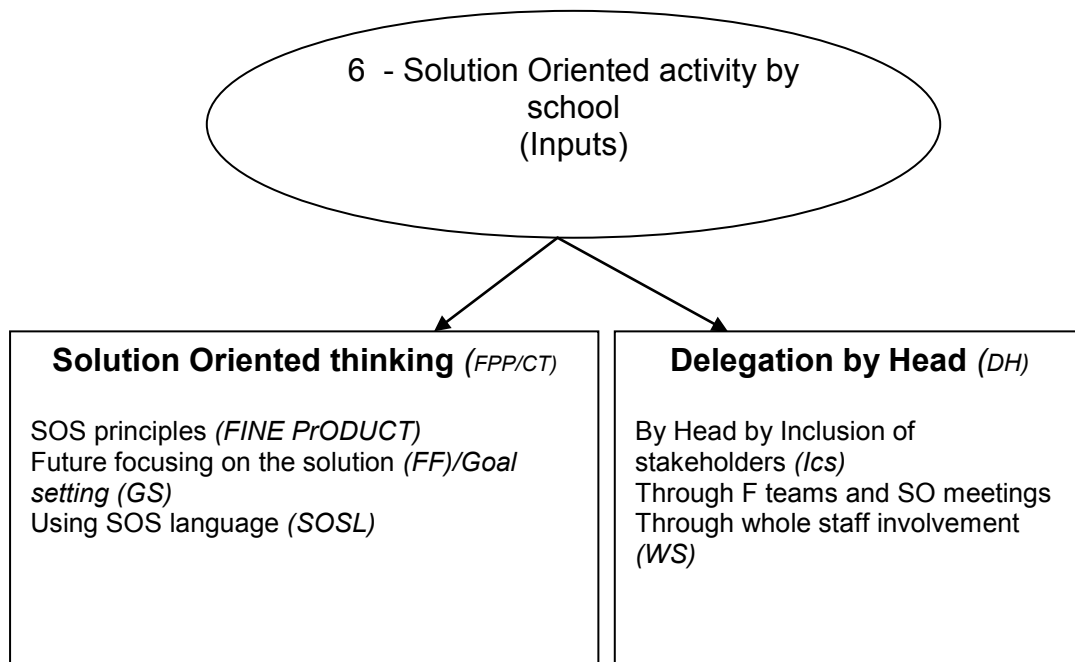 6  - Solution Oriented activity by
school
(Inputs)
Solution Oriented thinking (FPP/CT)
SOS principles (FINE PrODUCT)
Future focusing on the solution (FF)/Goal
setting (GS)
Using SOS language (SOSL)
Delegation by Head (DH)
By Head by Inclusion of
stakeholders (Ics)
Through F teams and SO meetings
Through whole staff involvement
(WS)